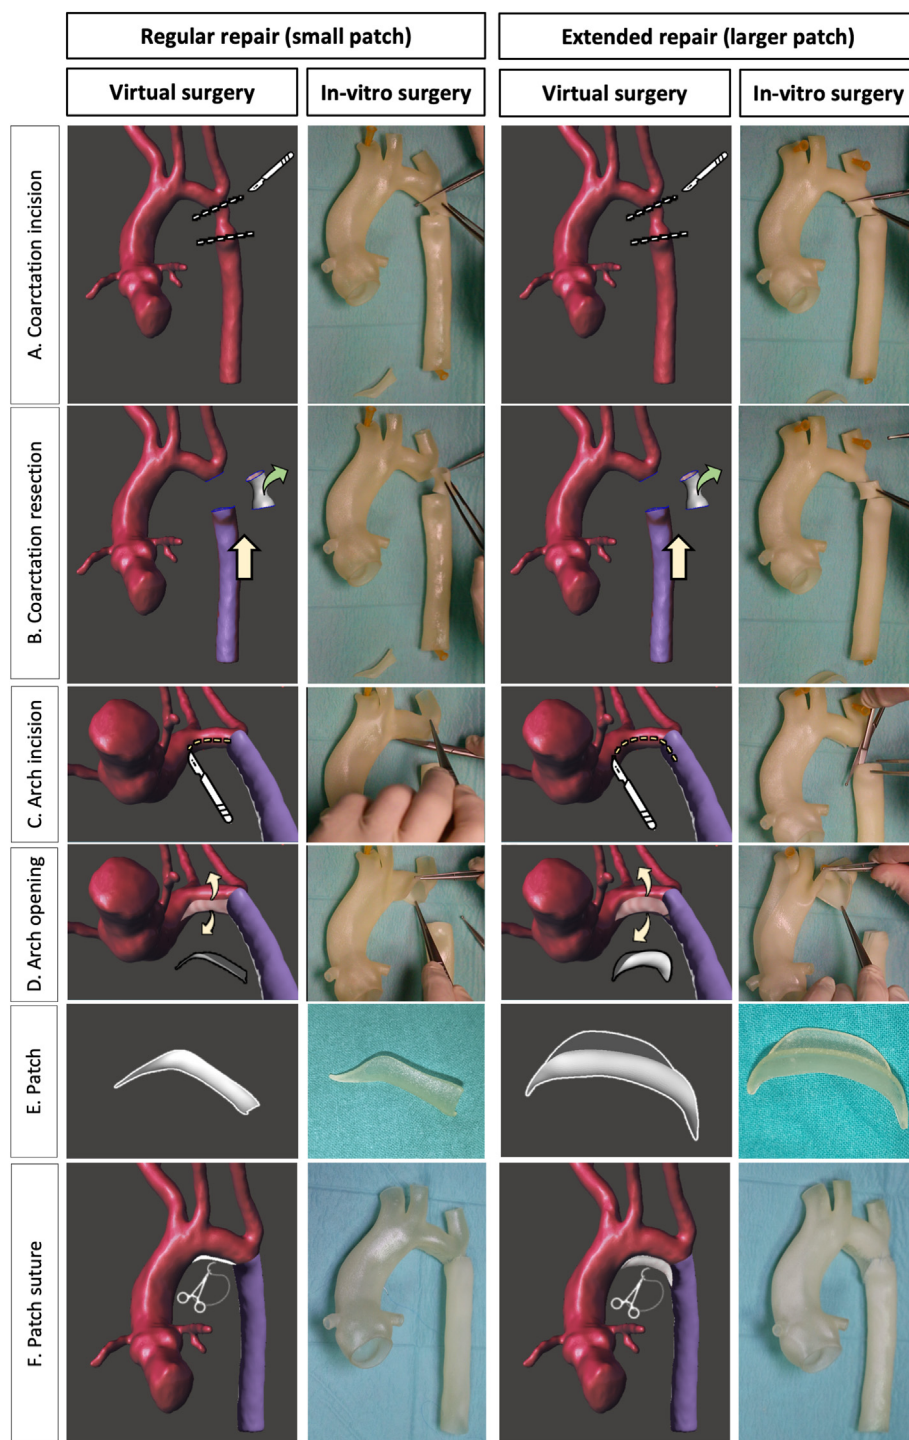 Regular repair (small patch)
Extended repair (larger patch)
Virtual surgery
In-vitro surgery
Virtual surgery
In-vitro surgery
A. Coarctation incision
B. Coarctation resection
C. Arch incision
D. Arch opening
E. Patch
F. Patch suture